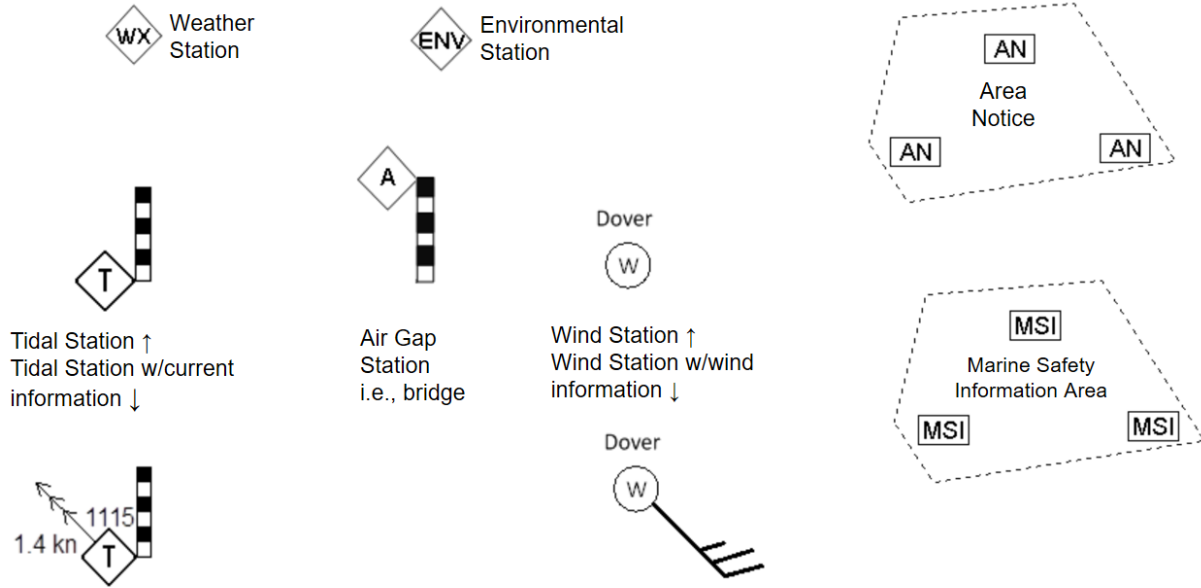 WX
Weather
Station
ENV
Environmental
Station
AN
Area
Notice
AN
AN
T
Tidal Station ↑
Tidal Station w/current
information ↓
1115
1.4 kn
T
A
Air Gap
Station
i.e., bridge
Dover
W
Wind Station ↑
Wind Station w/wind
information ↓
Dover
W
MSI
Marine Safety
Information Area
MSI
MSI